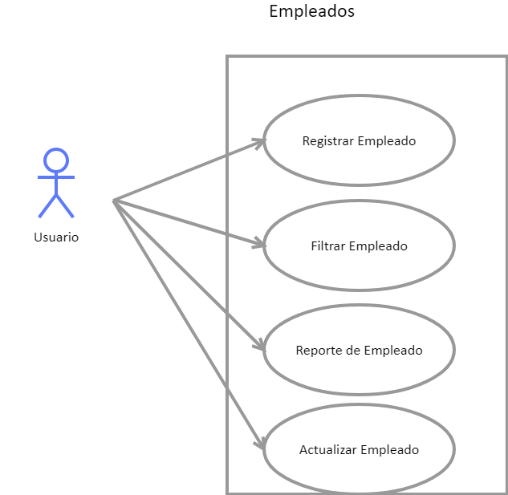 Empleados
Registrar Empleado
Usuario
Filtrar Empleado
Reporte de Empleado
Actualizar Empleado